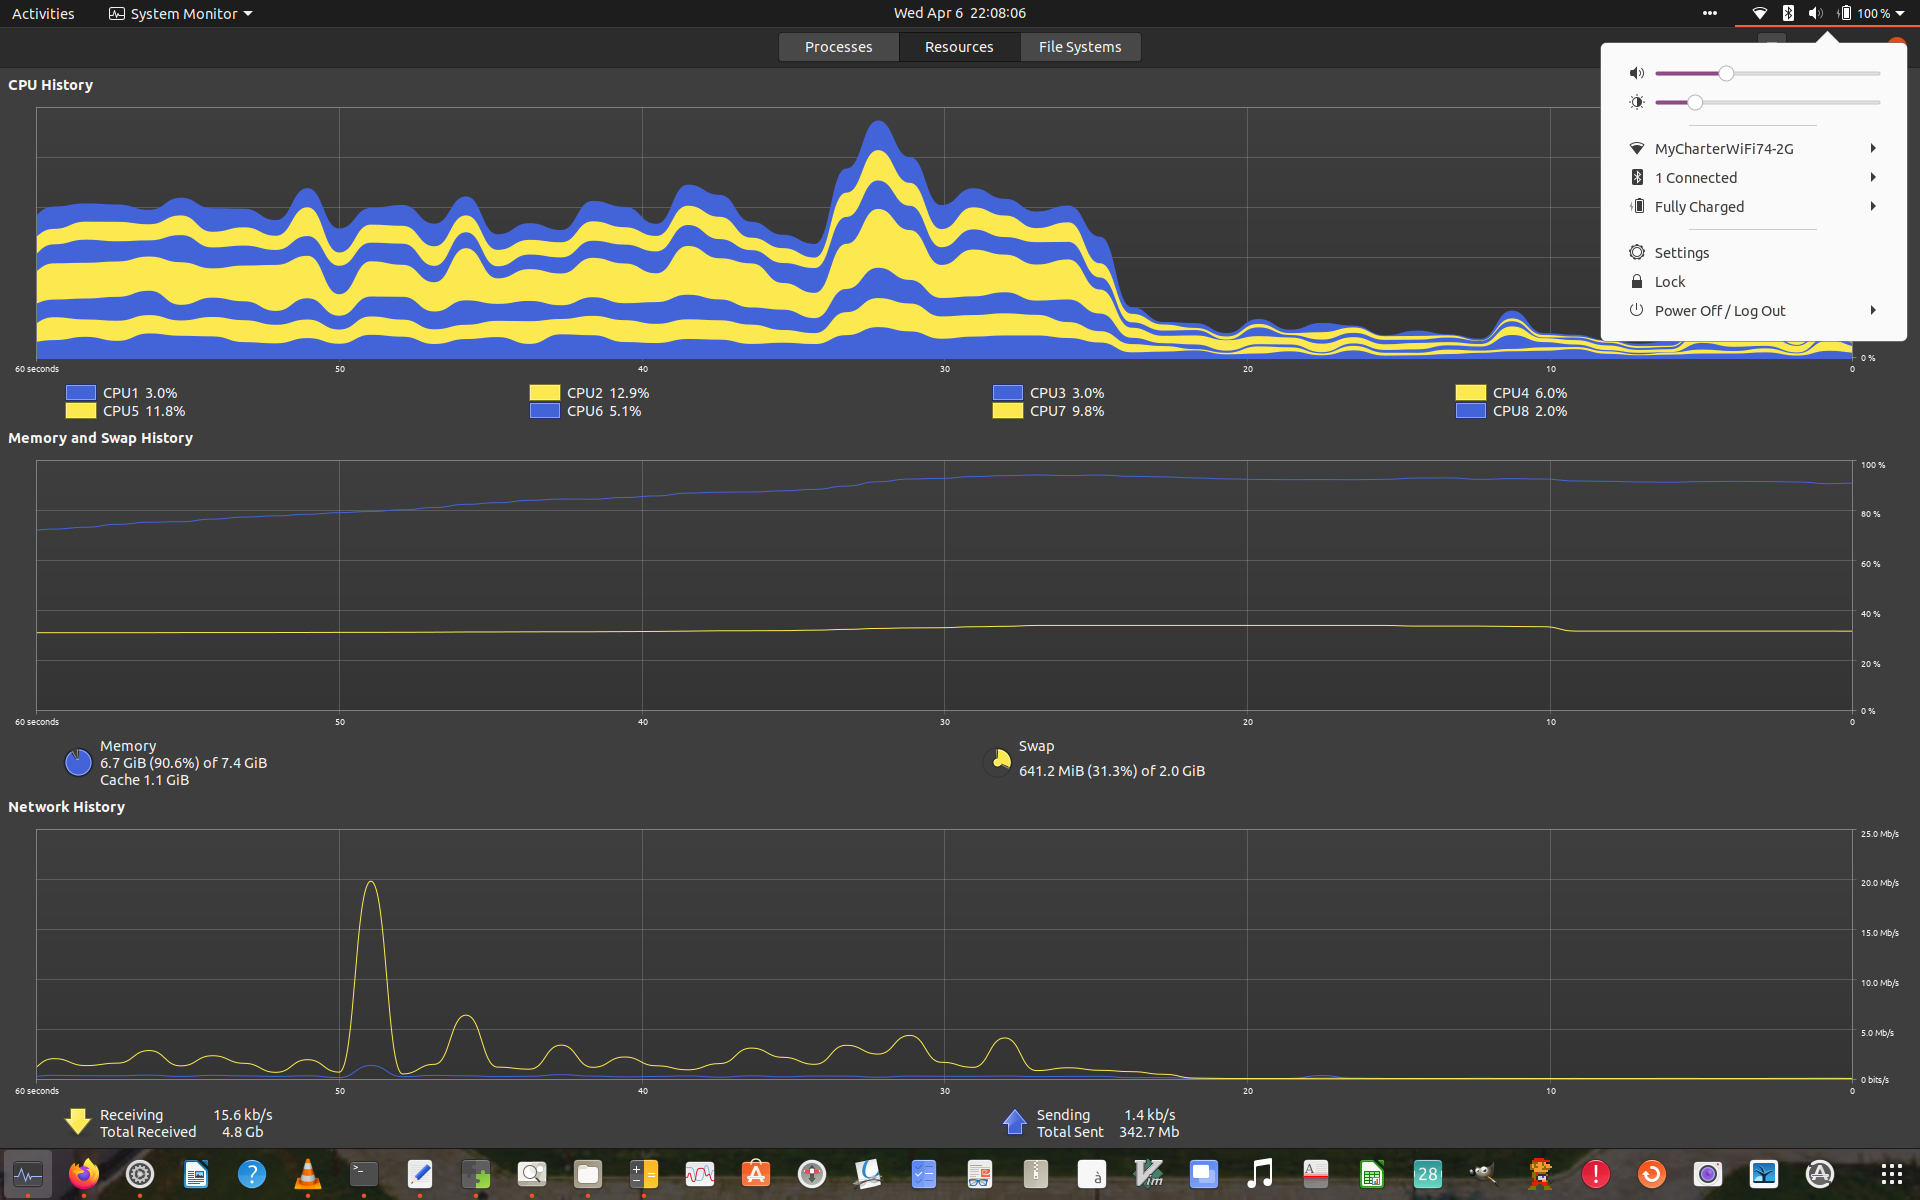 Activities System Monitor Wed Apr 6 22:08:06 100 %
Processes Resources File Systems
CPU History
MyCharterWiFi74-2G
1 Connected
Fully Charged
Settings
Lock
Power Off / Log Out
0 %
60 seconds 50 40 30 20 10 0
CPU1 3.0% CPU2 12.9% CPU3 3.0% CPU4 6.0%
CPU5 11.8% CPU6 5.1% CPU7 9.8% CPU8 2.0%
Memory and Swap History
100 %
80 %
60 %
40 %
20 %
0 %
60 seconds 50 40 30 20 10 0
Memory
6.7 GiB (90.6%) of 7.4 GiB
Cache 1.1 GiB
Swap
641.2 MiB (31.3%) of 2.0 GiB
Network History
25.0 Mb/s
20.0 Mb/s
15.0 Mb/s
10.0 Mb/s
5.0 Mb/s
0 bits/s
60 seconds 50 40 30 20 10 0
Receiving 15.6 kb/s
Total Received 4.8 Gb
Sending 1.4 kb/s
Total Sent 342.7 Mb
? >_ à Vim A 28 !